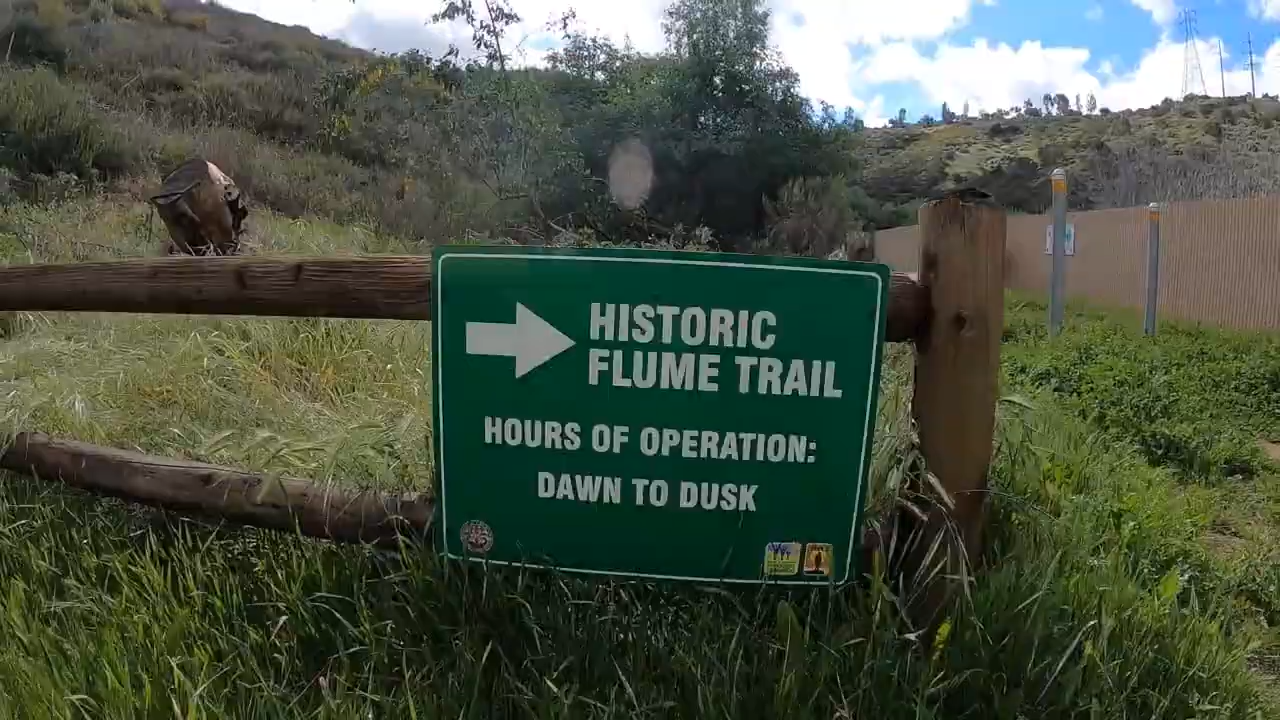 HISTORIC
FLUME TRAIL
HOURS OF OPERATION:
DAWN TO DUSK